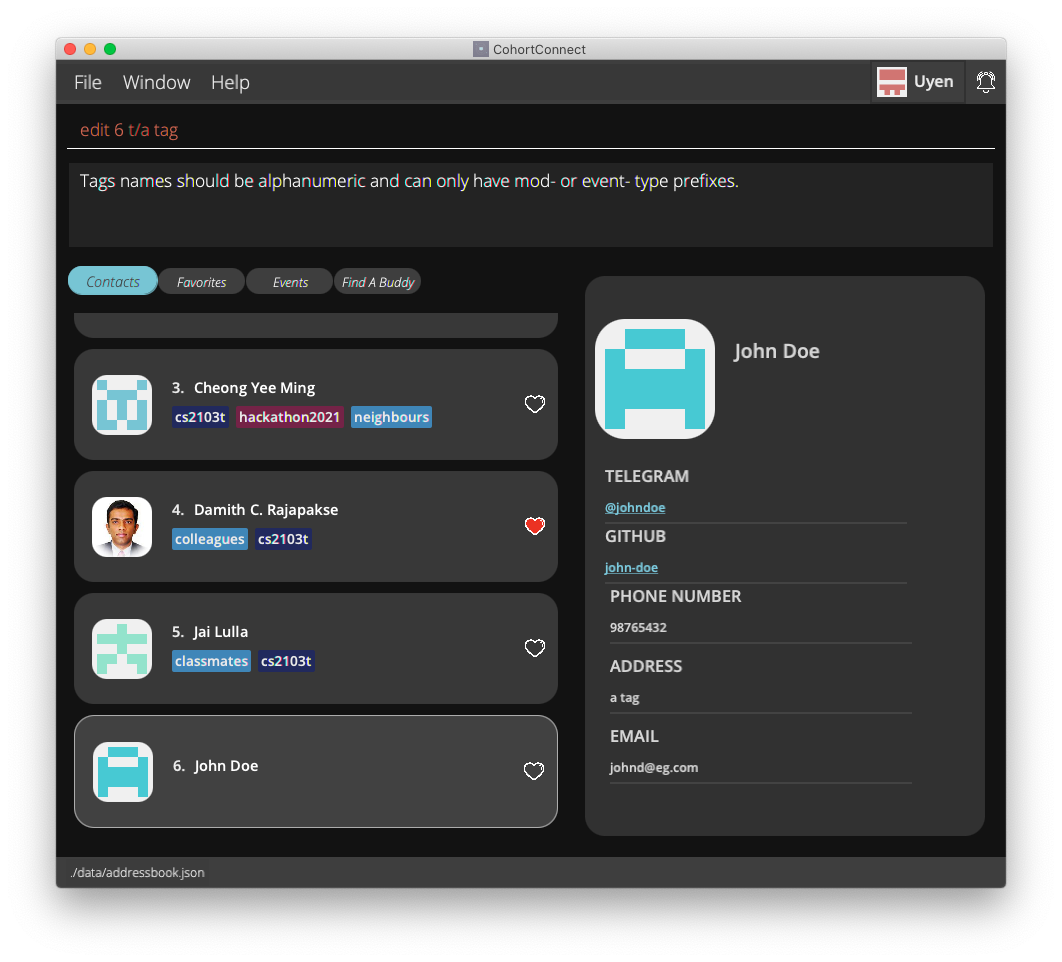 CohortConnect
File Window Help
Uyen
edit 6 t/a tag
Tags names should be alphanumeric and can only have mod- or event- type prefixes.
Contacts
Favorites
Events
Find A Buddy
3. Cheong Yee Ming
cs2103t hackathon2021 neighbours
4. Damith C. Rajapakse
colleagues cs2103t
5. Jai Lulla
classmates cs2103t
6. John Doe
John Doe
TELEGRAM
@johndoe
GITHUB
john-doe
PHONE NUMBER
98765432
ADDRESS
a tag
EMAIL
johnd@eg.com
./data/addressbook.json